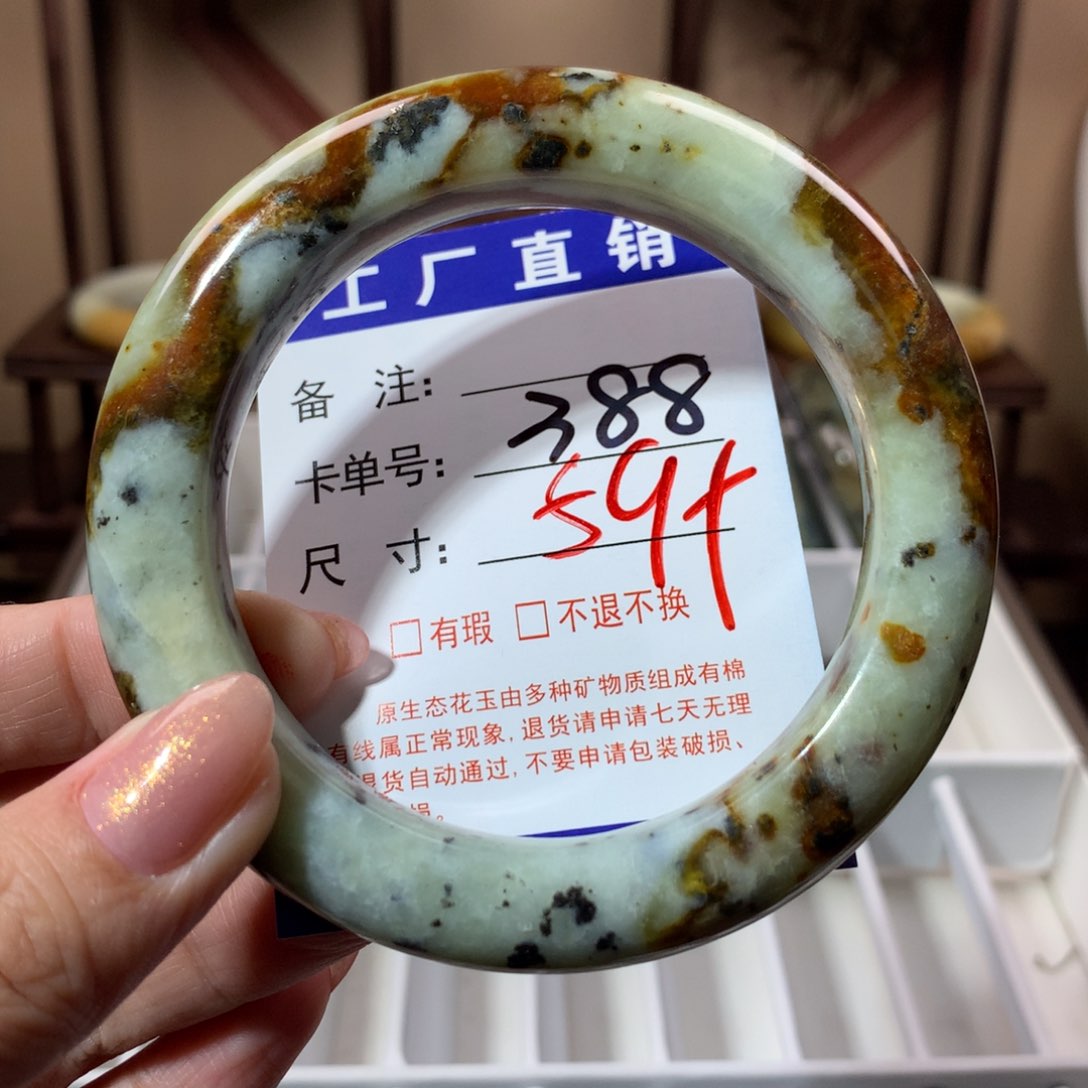 工厂直销
备 注:
卡单号: 388
尺 寸: 59
□有瑕 □不退不换
原生态花玉由多种矿物质组成有棉
有线属正常现象,退货请申请七天无理
退货自动通过,不要申请包装破损、
损。